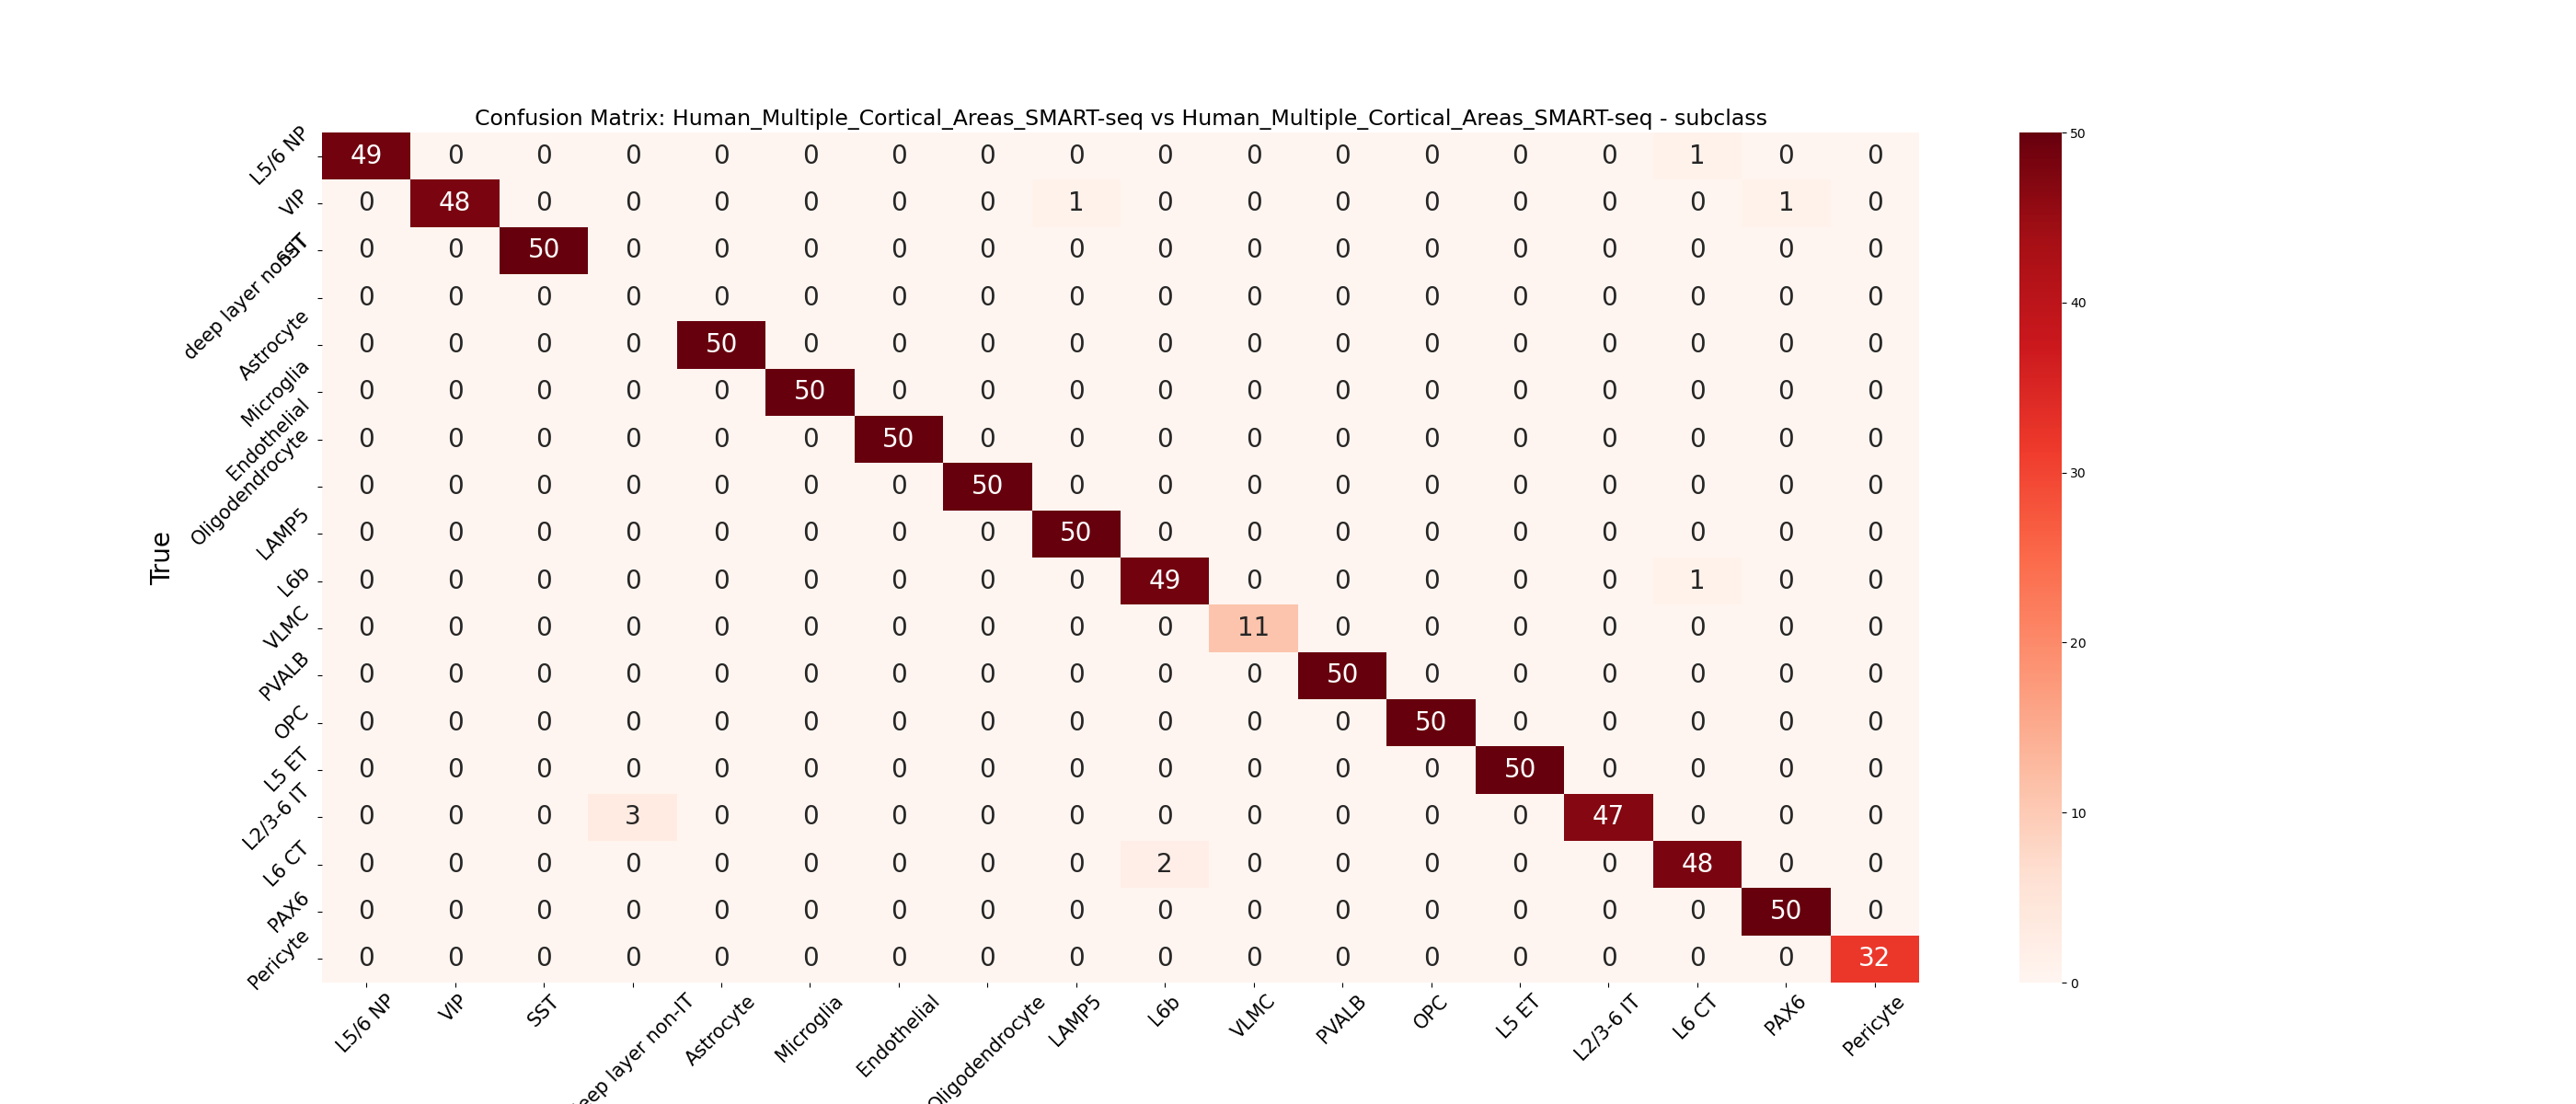 Confusion Matrix: Human_Multiple_Cortical_Areas_SMART-seq vs Human_Multiple_Cortical_Areas_SMART-seq - subclass
True
L5/6 NP 49 0 0 0 0 0 0 0 0 0 0 0 0 0 0 1 0 0
VIP 0 48 0 0 0 0 0 0 1 0 0 0 0 0 0 0 1 0
SST 0 0 50 0 0 0 0 0 0 0 0 0 0 0 0 0 0 0
deep layer non-IT 0 0 0 0 0 0 0 0 0 0 0 0 0 0 0 0 0 0
Astrocyte 0 0 0 0 50 0 0 0 0 0 0 0 0 0 0 0 0 0
Microglia 0 0 0 0 0 50 0 0 0 0 0 0 0 0 0 0 0 0
Endothelial 0 0 0 0 0 0 50 0 0 0 0 0 0 0 0 0 0 0
Oligodendrocyte 0 0 0 0 0 0 0 50 0 0 0 0 0 0 0 0 0 0
LAMP5 0 0 0 0 0 0 0 0 50 0 0 0 0 0 0 0 0 0
L6b 0 0 0 0 0 0 0 0 0 49 0 0 0 0 0 1 0 0
VLMC 0 0 0 0 0 0 0 0 0 0 11 0 0 0 0 0 0 0
PVALB 0 0 0 0 0 0 0 0 0 0 0 50 0 0 0 0 0 0
OPC 0 0 0 0 0 0 0 0 0 0 0 0 50 0 0 0 0 0
L5 ET 0 0 0 0 0 0 0 0 0 0 0 0 0 50 0 0 0 0
L2/3-6 IT 0 0 0 3 0 0 0 0 0 0 0 0 0 0 47 0 0 0
L6 CT 0 0 0 0 0 0 0 0 0 2 0 0 0 0 0 48 0 0
PAX6 0 0 0 0 0 0 0 0 0 0 0 0 0 0 0 0 50 0
Pericyte 0 0 0 0 0 0 0 0 0 0 0 0 0 0 0 0 0 32
L5/6 NP VIP SST deep layer non-IT Astrocyte Microglia Endothelial Oligodendrocyte LAMP5 L6b VLMC PVALB OPC L5 ET L2/3-6 IT L6 CT PAX6 Pericyte
50
40
30
20
10
0